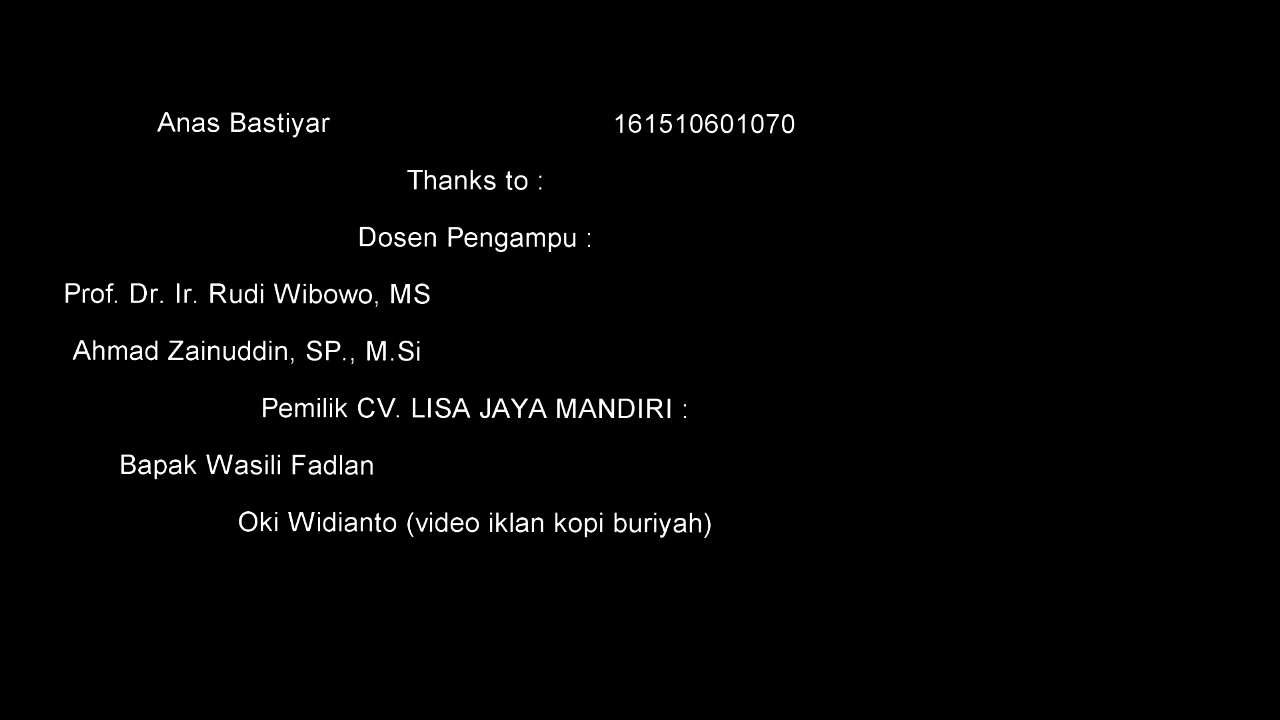 Anas Bastiyar 161510601070
Thanks to :
Dosen Pengampu :
Prof. Dr. Ir. Rudi Wibowo, MS
Ahmad Zainuddin, SP., M.Si
Pemilik CV. LISA JAYA MANDIRI :
Bapak Wasili Fadlan
Oki Widianto (video iklan kopi buriyah)